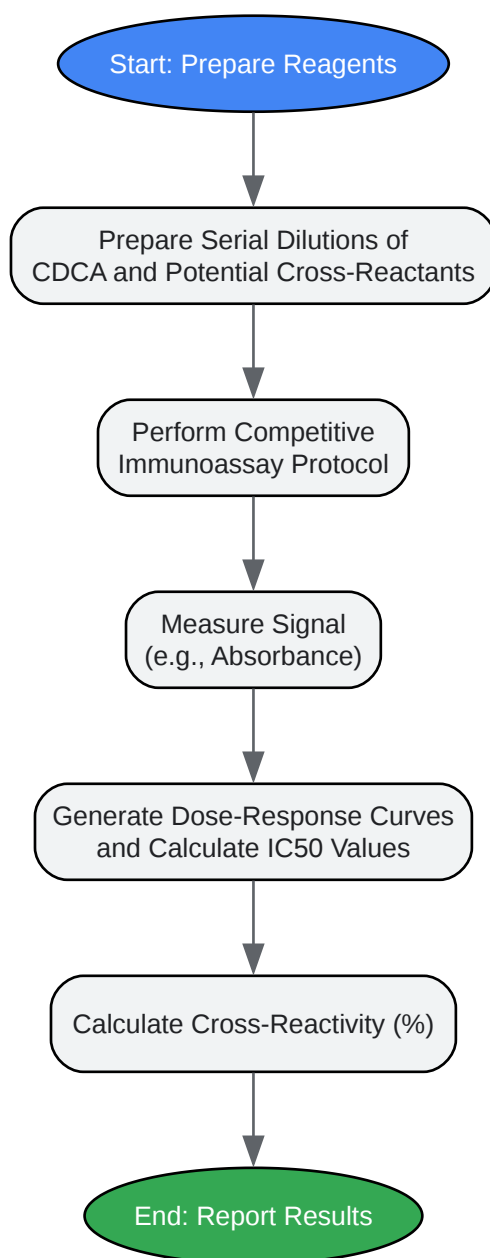 Start: Prepare Reagents
Prepare Serial Dilutions of
CDCA and Potential Cross-Reactants
Perform Competitive
Immunoassay Protocol
Measure Signal
(e.g., Absorbance)
Generate Dose-Response Curves
and Calculate IC50 Values
Calculate Cross-Reactivity (%)
End: Report Results